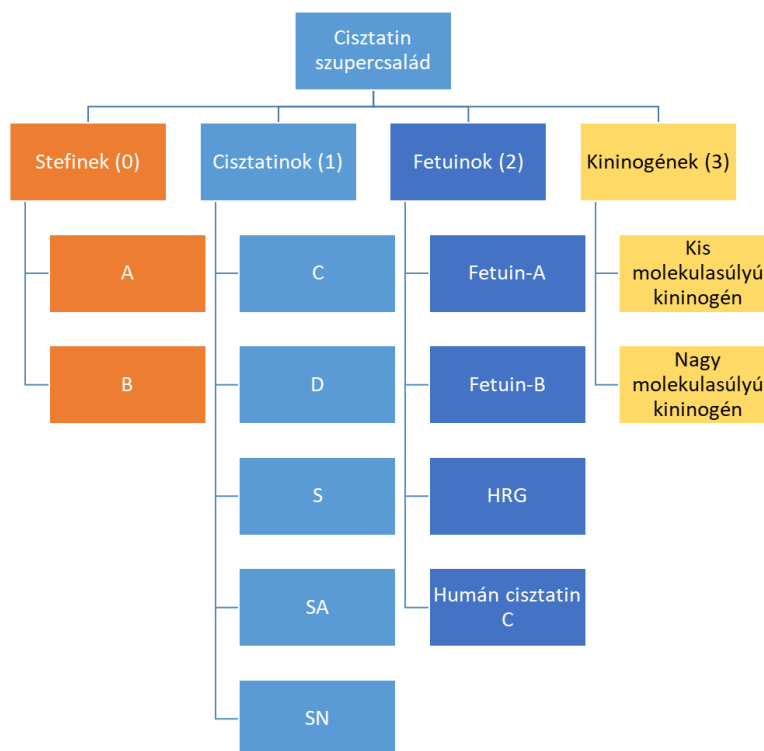 Cisztatin
szupercsalád
Stefinek (0)
Cisztatinok (1)
Fetuinok (2)
Kininogének (3)
A
C
Fetuin-A
Kis
molekulasúlyú
kininogén
B
D
Fetuin-B
Nagy
molekulasúlyú
kininogén
S
HRG
SA
Humán cisztatin
C
SN